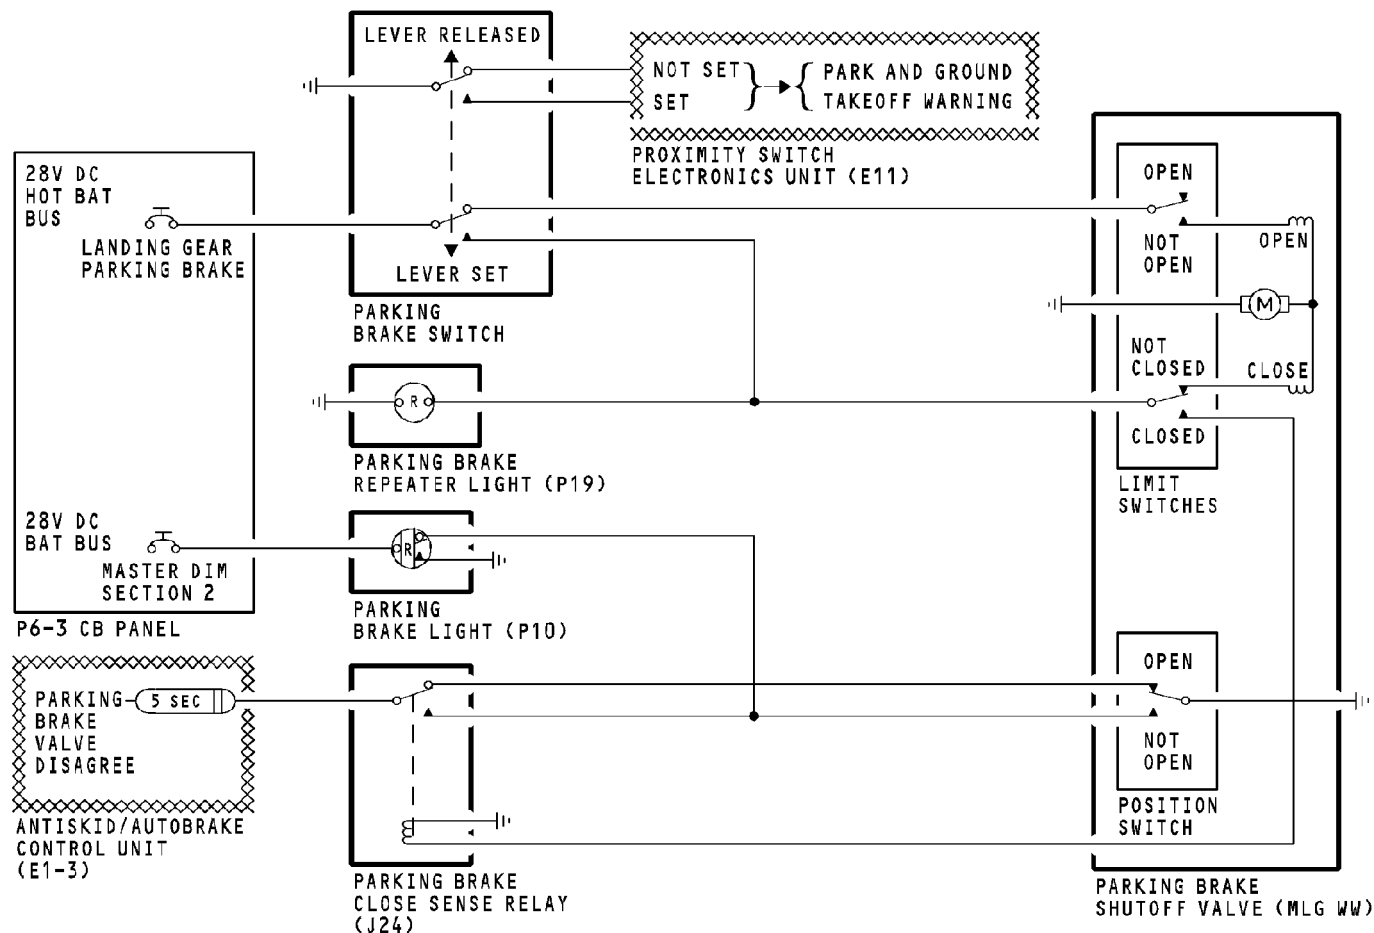 LEVER RELEASED
NOT SET
SET
PARK AND GROUND
TAKEOFF WARNING
PROXIMITY SWITCH
ELECTRONICS UNIT (E11)
28V DC
HOT BAT
BUS
LANDING GEAR
PARKING BRAKE
LEVER SET
PARKING
BRAKE SWITCH
OPEN
NOT
OPEN
OPEN
M
NOT
CLOSED
CLOSE
CLOSED
LIMIT
SWITCHES
R
PARKING BRAKE
REPEATER LIGHT (P19)
28V DC
BAT BUS
MASTER DIM
SECTION 2
P6-3 CB PANEL
R
PARKING
BRAKE LIGHT (P10)
PARKING
BRAKE
VALVE
DISAGREE
5 SEC
ANTISKID/AUTOBRAKE
CONTROL UNIT
(E1-3)
PARKING BRAKE
CLOSE SENSE RELAY
(J24)
OPEN
NOT
OPEN
POSITION
SWITCH
PARKING BRAKE
SHUTOFF VALVE (MLG WW)